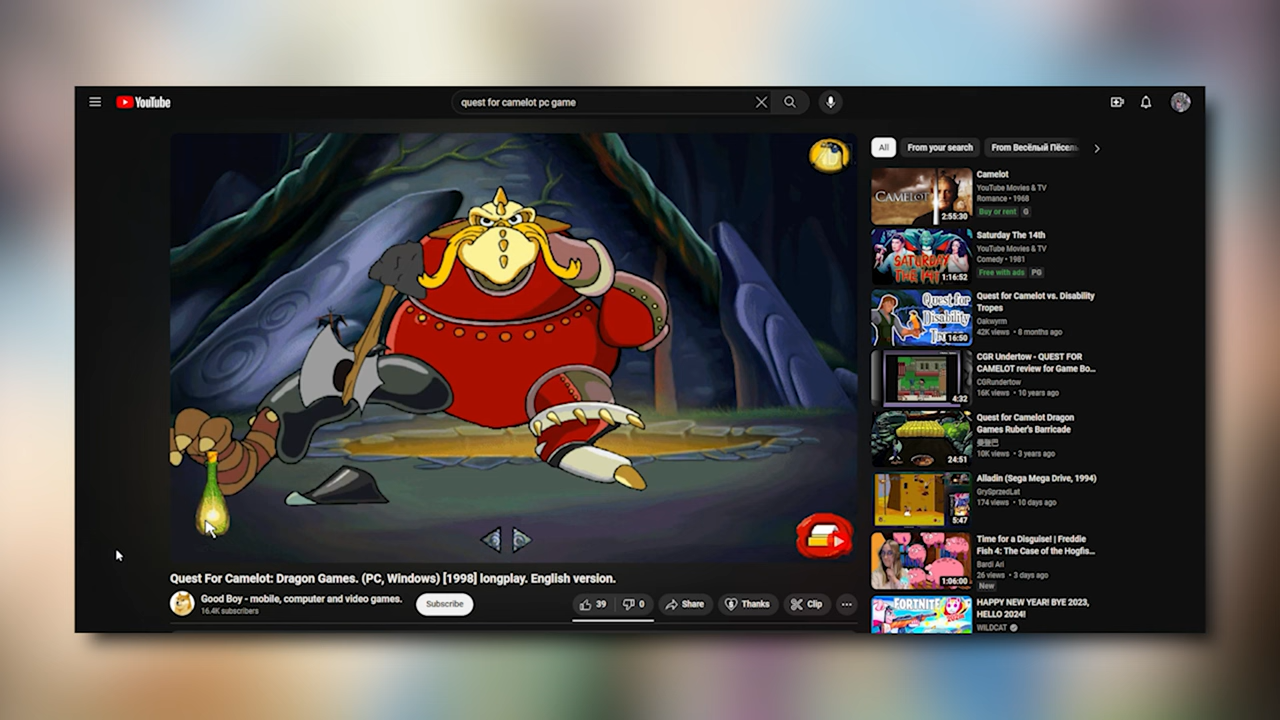 YouTube
quest for camelot pc game
All
From your search
From Весёлый Пёсель
CAMELOT
2:55:30
Camelot
YouTube Movies & TV
Romance • 1968
Buy or rent
G
SATURDAY
THE 14TH
1:16:52
Saturday The 14th
YouTube Movies & TV
Comedy • 1981
Free with ads
PG
Quest for
Disability
16:50
Quest for Camelot vs. Disability
Tropes
Oakwyrm
42K views • 8 months ago
4:32
CGR Undertow - QUEST FOR
CAMELOT review for Game Bo...
CGRundertow
16K views • 10 years ago
24:51
Quest for Camelot Dragon
Games Ruber's Barricade
10K views • 3 years ago
5:47
Alladin (Sega Mega Drive, 1994)
GrySprzedLat
174 views • 10 days ago
1:06:00
Time for a Disguise! | Freddie
Fish 4: The Case of the Hogfis...
Bardi Ari
26 views • 3 days ago
New
FORTNITE
HAPPY NEW YEAR! BYE 2023,
HELLO 2024!
WILDCAT
Quest For Camelot: Dragon Games. (PC, Windows) [1998] longplay. English version.
Good Boy - mobile, computer and video games.
16.4K subscribers
Subscribe
39
0
Share
Thanks
Clip